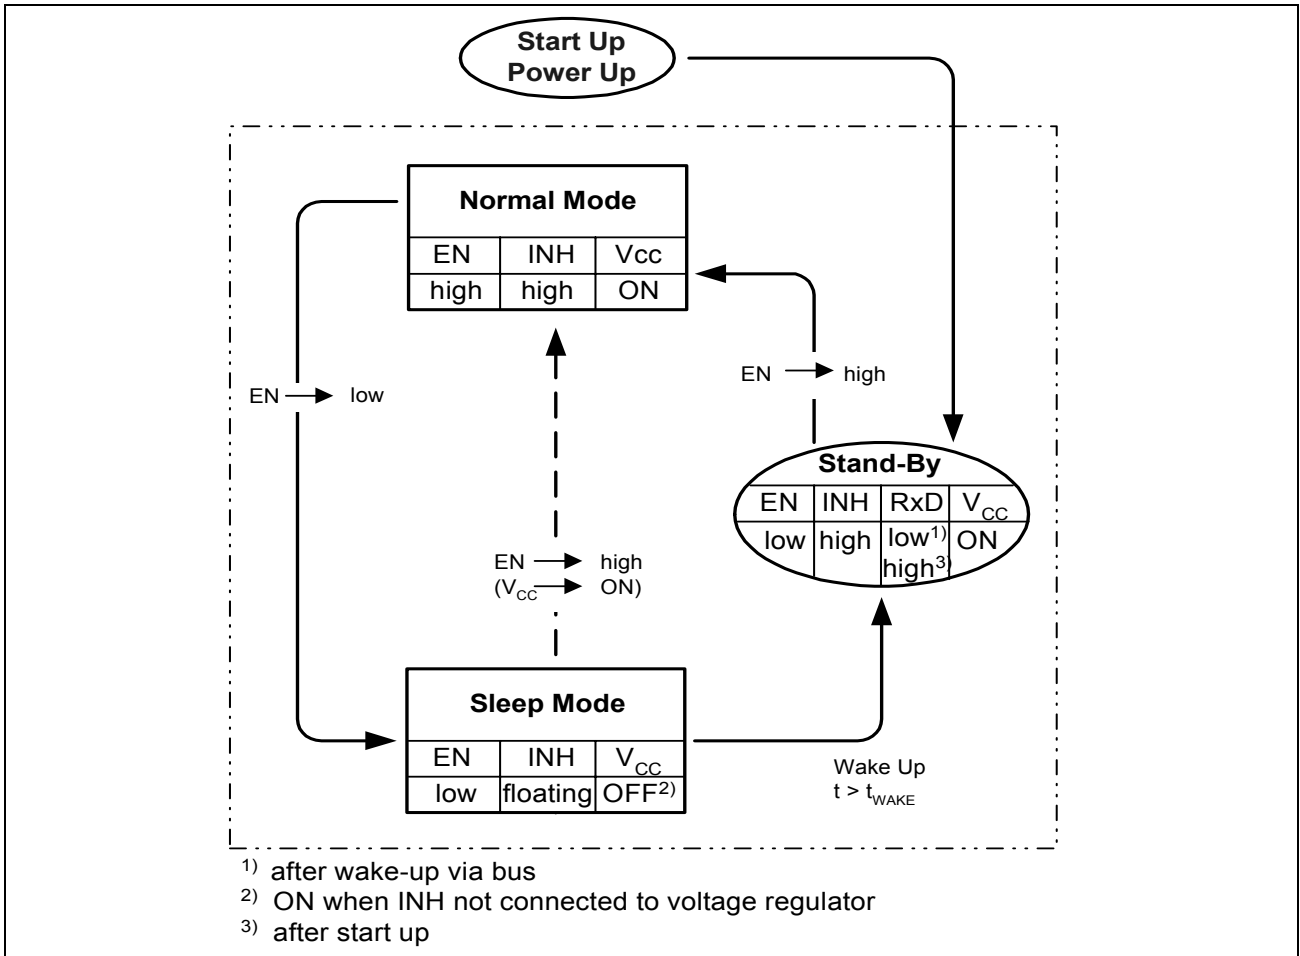 Start Up
Power Up
Normal Mode
EN INH Vcc
high high ON
EN high
EN low
Stand-By
EN INH RxD VCC
low high low1) ON
high3)
EN high
(VCC ON)
Sleep Mode
EN INH VCC
low floating OFF2)
Wake Up
t > tWAKE
1) after wake-up via bus
2) ON when INH not connected to voltage regulator
3) after start up